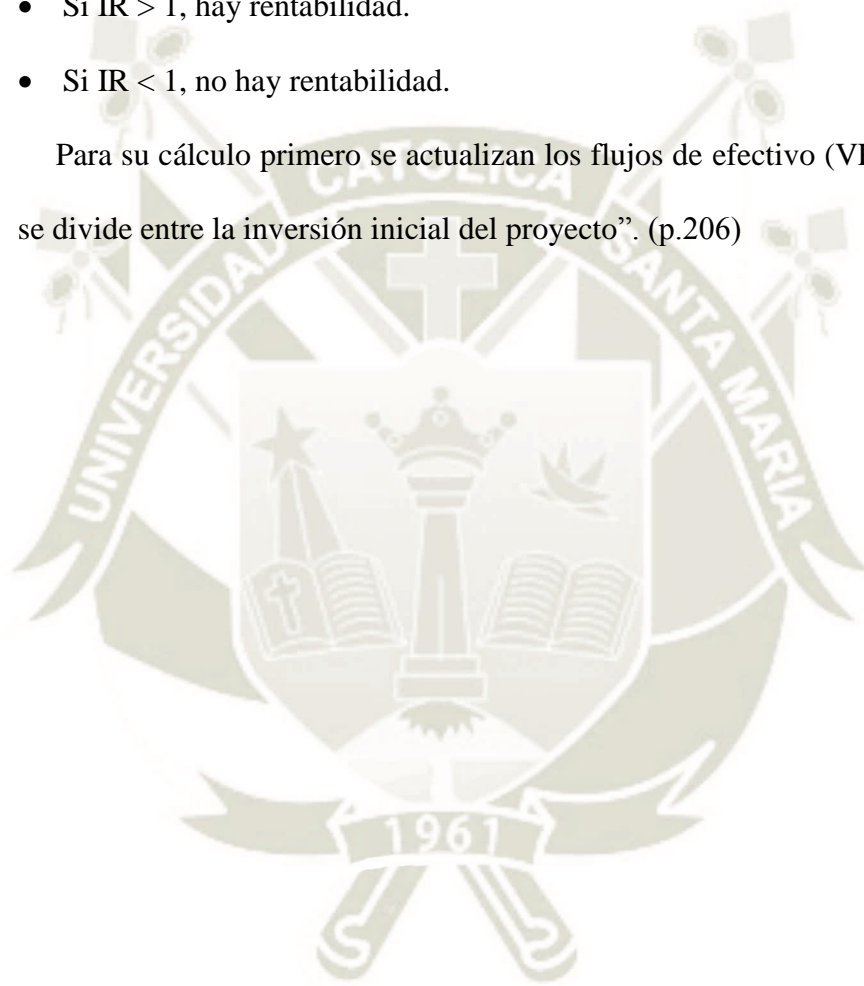 • Si IR > 1, hay rentabilidad.
• Si IR < 1, no hay rentabilidad.
Para su cálculo primero se actualizan los flujos de efectivo
se divide entre la inversión inicial del proyecto”. (p.206)
UNIVERSIDAD CATOLICA SANTA MARIA
1961